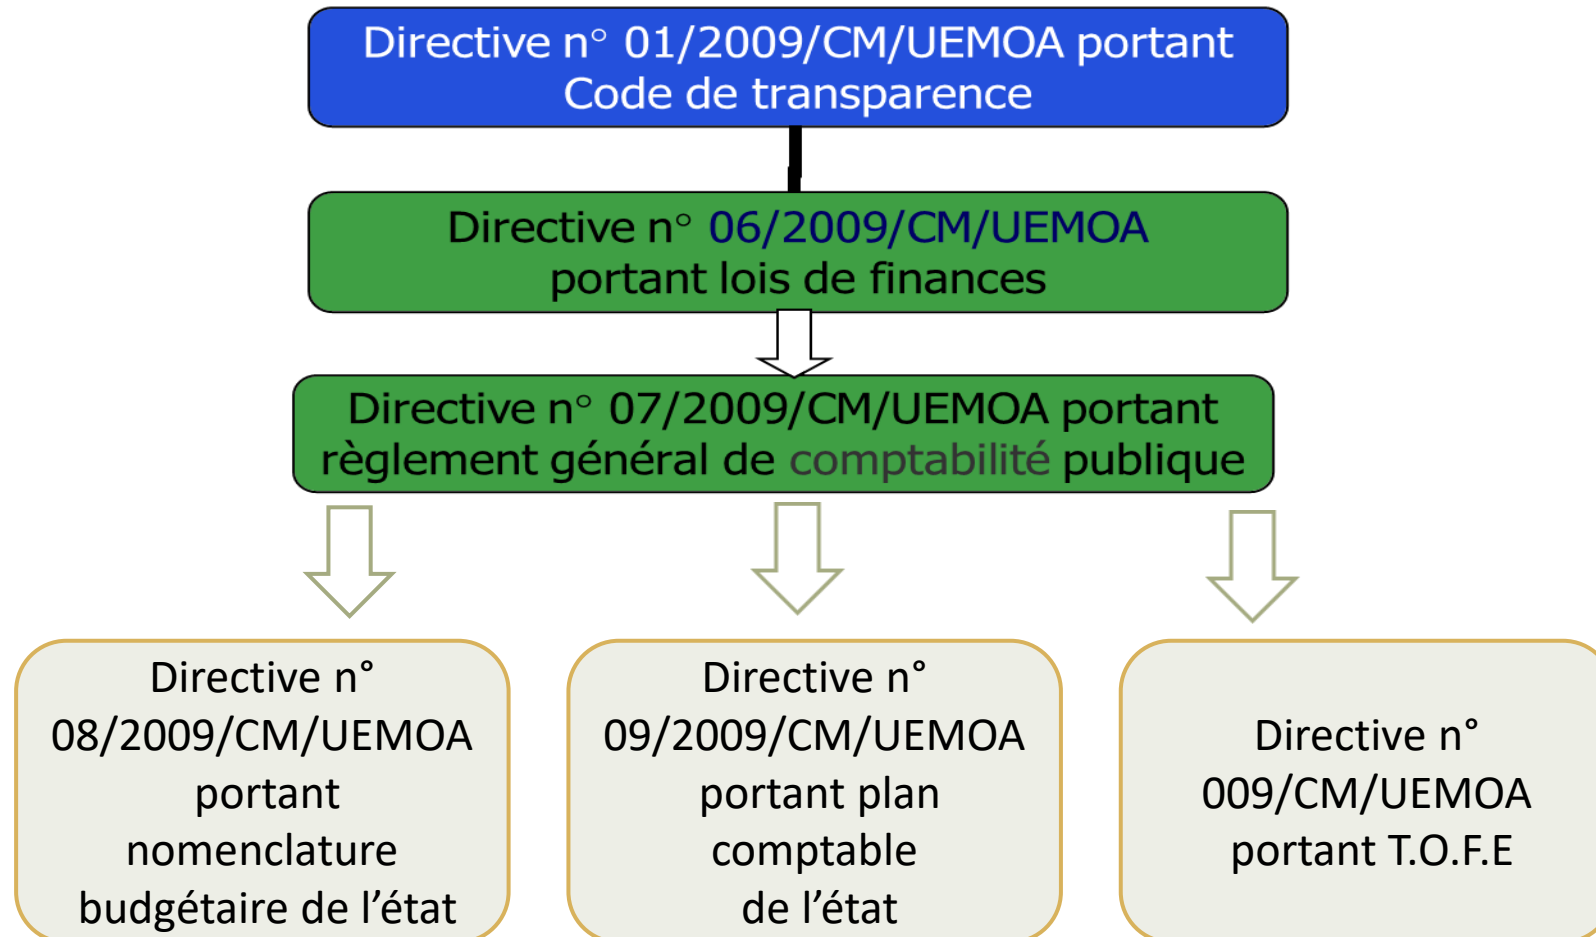 Directive n° 01/2009/CM/UEMOA portant
Code de transparence
Directive n° 06/2009/CM/UEMOA
portant lois de finances
Directive n° 07/2009/CM/UEMOA portant
règlement général de comptabilité publique
Directive n°
08/2009/CM/UEMOA
portant
nomenclature
budgétaire de l’état
Directive n°
09/2009/CM/UEMOA
portant plan
comptable
de l’état
Directive n°
009/CM/UEMOA
portant T.O.F.E